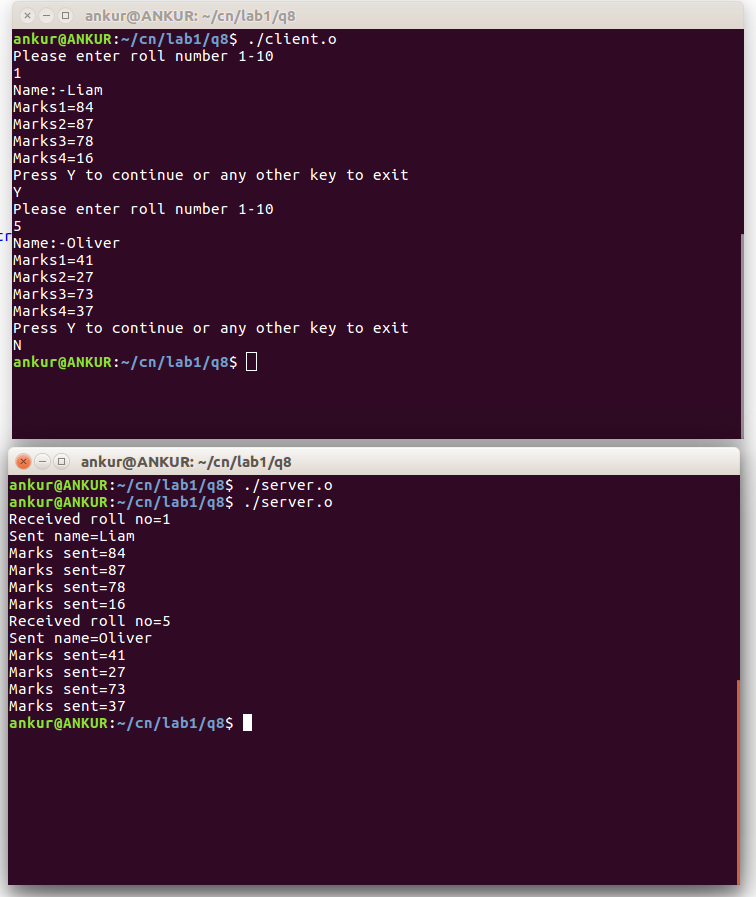 ankur@ANKUR: ~/cn/lab1/q8
ankur@ANKUR:~/cn/lab1/q8$ ./client.o
Please enter roll number 1-10
1
Name:-Liam
Marks1=84
Marks2=87
Marks3=78
Marks4=16
Press Y to continue or any other key to exit
Y
Please enter roll number 1-10
5
Name:-Oliver
Marks1=41
Marks2=27
Marks3=73
Marks4=37
Press Y to continue or any other key to exit
N
ankur@ANKUR:~/cn/lab1/q8$
ankur@ANKUR: ~/cn/lab1/q8
ankur@ANKUR:~/cn/lab1/q8$ ./server.o
ankur@ANKUR:~/cn/lab1/q8$ ./server.o
Received roll no=1
Sent name=Liam
Marks sent=84
Marks sent=87
Marks sent=78
Marks sent=16
Received roll no=5
Sent name=Oliver
Marks sent=41
Marks sent=27
Marks sent=73
Marks sent=37
ankur@ANKUR:~/cn/lab1/q8$